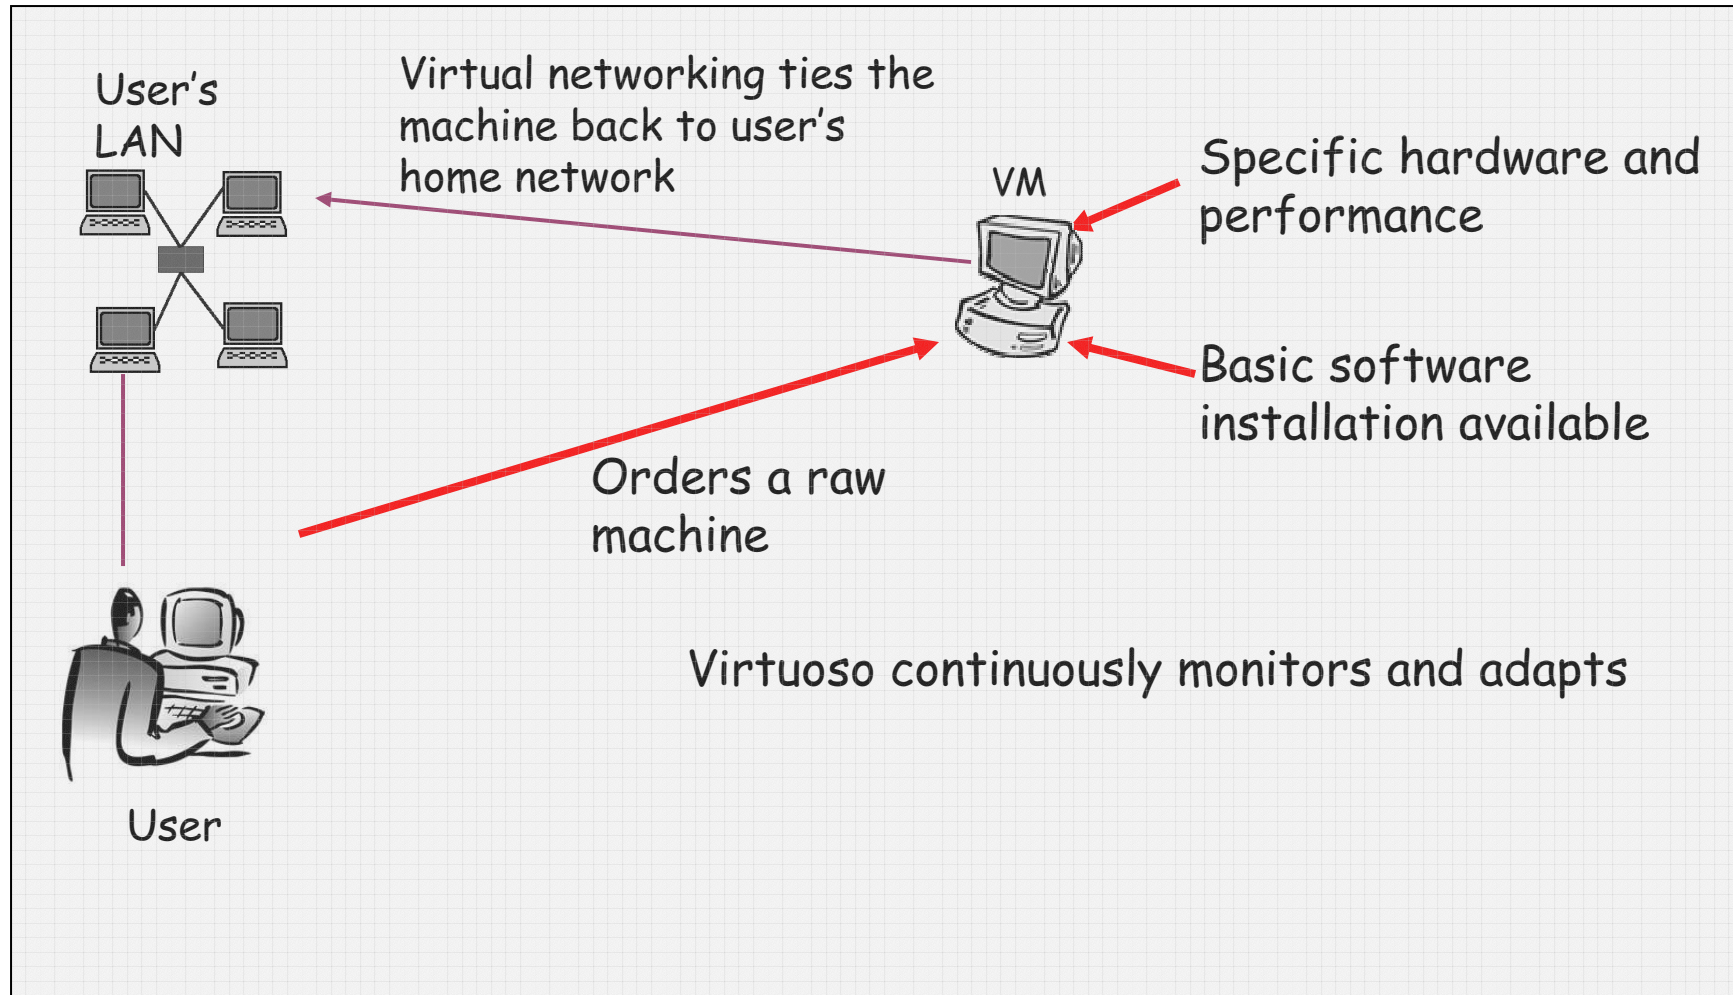 User's
LAN
Virtual networking ties the
machine back to user's
home network
VM
Specific hardware and
performance
Basic software
installation available
Orders a raw
machine
Virtuoso continuously monitors and adapts
User